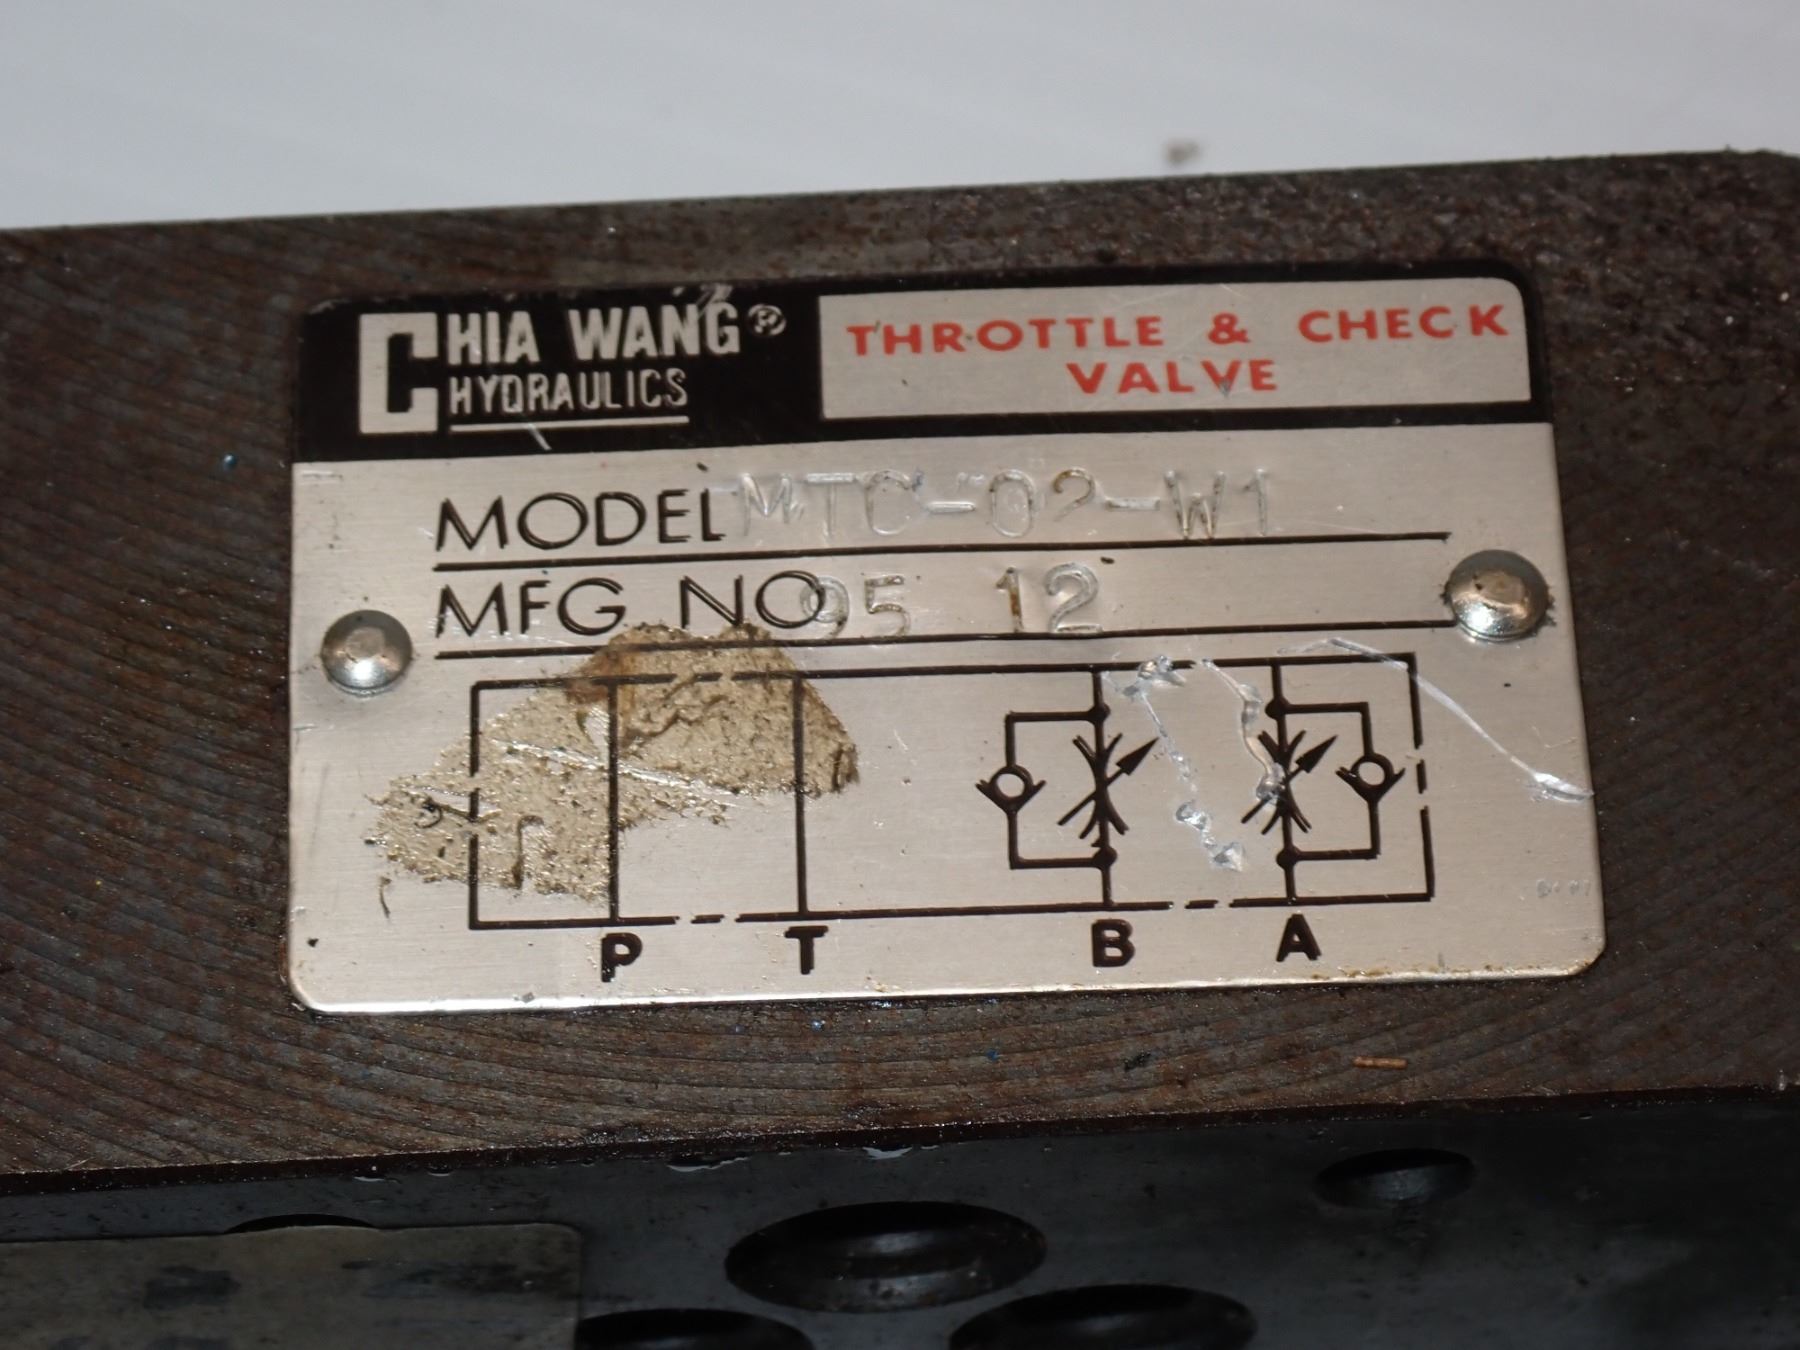 CHIA WANG®
HYDRAULICS
THROTTLE & CHECK
VALVE
MODEL MTC-02-W1
MFG NO 95 12
P T B A